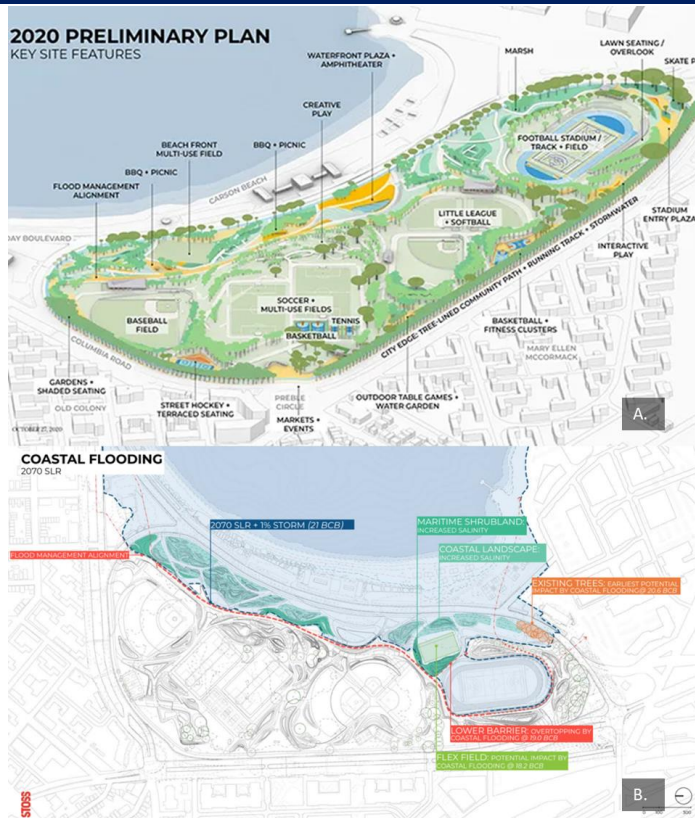 2020 PRELIMINARY PLAN
KEY SITE FEATURES
WATERFRONT PLAZA +
AMPHITHEATER
MARSH
LAWN SEATING /
OVERLOOK
SKATE P
CREATIVE
PLAY
BEACH FRONT
MULTI-USE FIELD
BBQ + PICNIC
BBQ + PICNIC
FLOOD MANAGEMENT
ALIGNMENT
CARSON BEACH
FOOTBALL STADIUM /
TRACK + FIELD
DAY BOULEVARD
LITTLE LEAGUE
+ SOFTBALL
STADIUM
ENTRY PLAZA
INTERACTIVE
PLAY
SOCCER +
MULTI-USE FIELDS
BASEBALL
FIELD
TENNIS
BASKETBALL
CITY EDGE: TREE-LINED COMMUNITY PATH + RUNNING TRACK + STORMWATER
BASKETBALL +
FITNESS CLUSTERS
MARY ELLEN
MCCORMACK
COLUMBIA ROAD
GARDENS +
SHADED SEATING
OLD COLONY
STREET HOCKEY +
TERRACED SEATING
PREBLE
CIRCLE
MARKETS +
EVENTS
OUTDOOR TABLE GAMES +
WATER GARDEN
OCTOBER 27, 2020
A.
COASTAL FLOODING
2070 SLR
2070 SLR + 1% STORM (21 BCB)
MARITIME SHRUBLAND:
INCREASED SALINITY
COASTAL LANDSCAPE:
INCREASED SALINITY
FLOOD MANAGEMENT ALIGNMENT
EXISTING TREES: EARLIEST POTENTIAL
IMPACT BY COASTAL FLOODING@ 20.6 BCB
LOWER BARRIER: OVERTOPPING BY
COASTAL FLOODING @ 19.0 BCB
FLEX FIELD: POTENTIAL IMPACT BY
COASTAL FLOODING @ 18.2 BCB
STOSS
B.